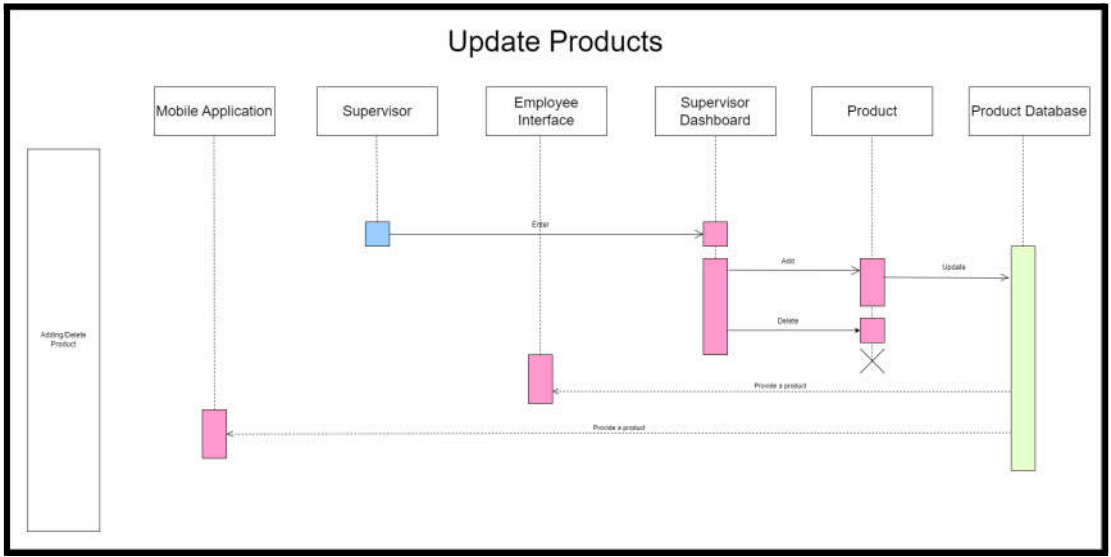 Update Products
Mobile Application
Supervisor
Employee
Interface
Supervisor
Dashboard
Product
Product Database
Enter
Add
Update
Adding/Delete
Product
Delete
Provide a product
Provide a product